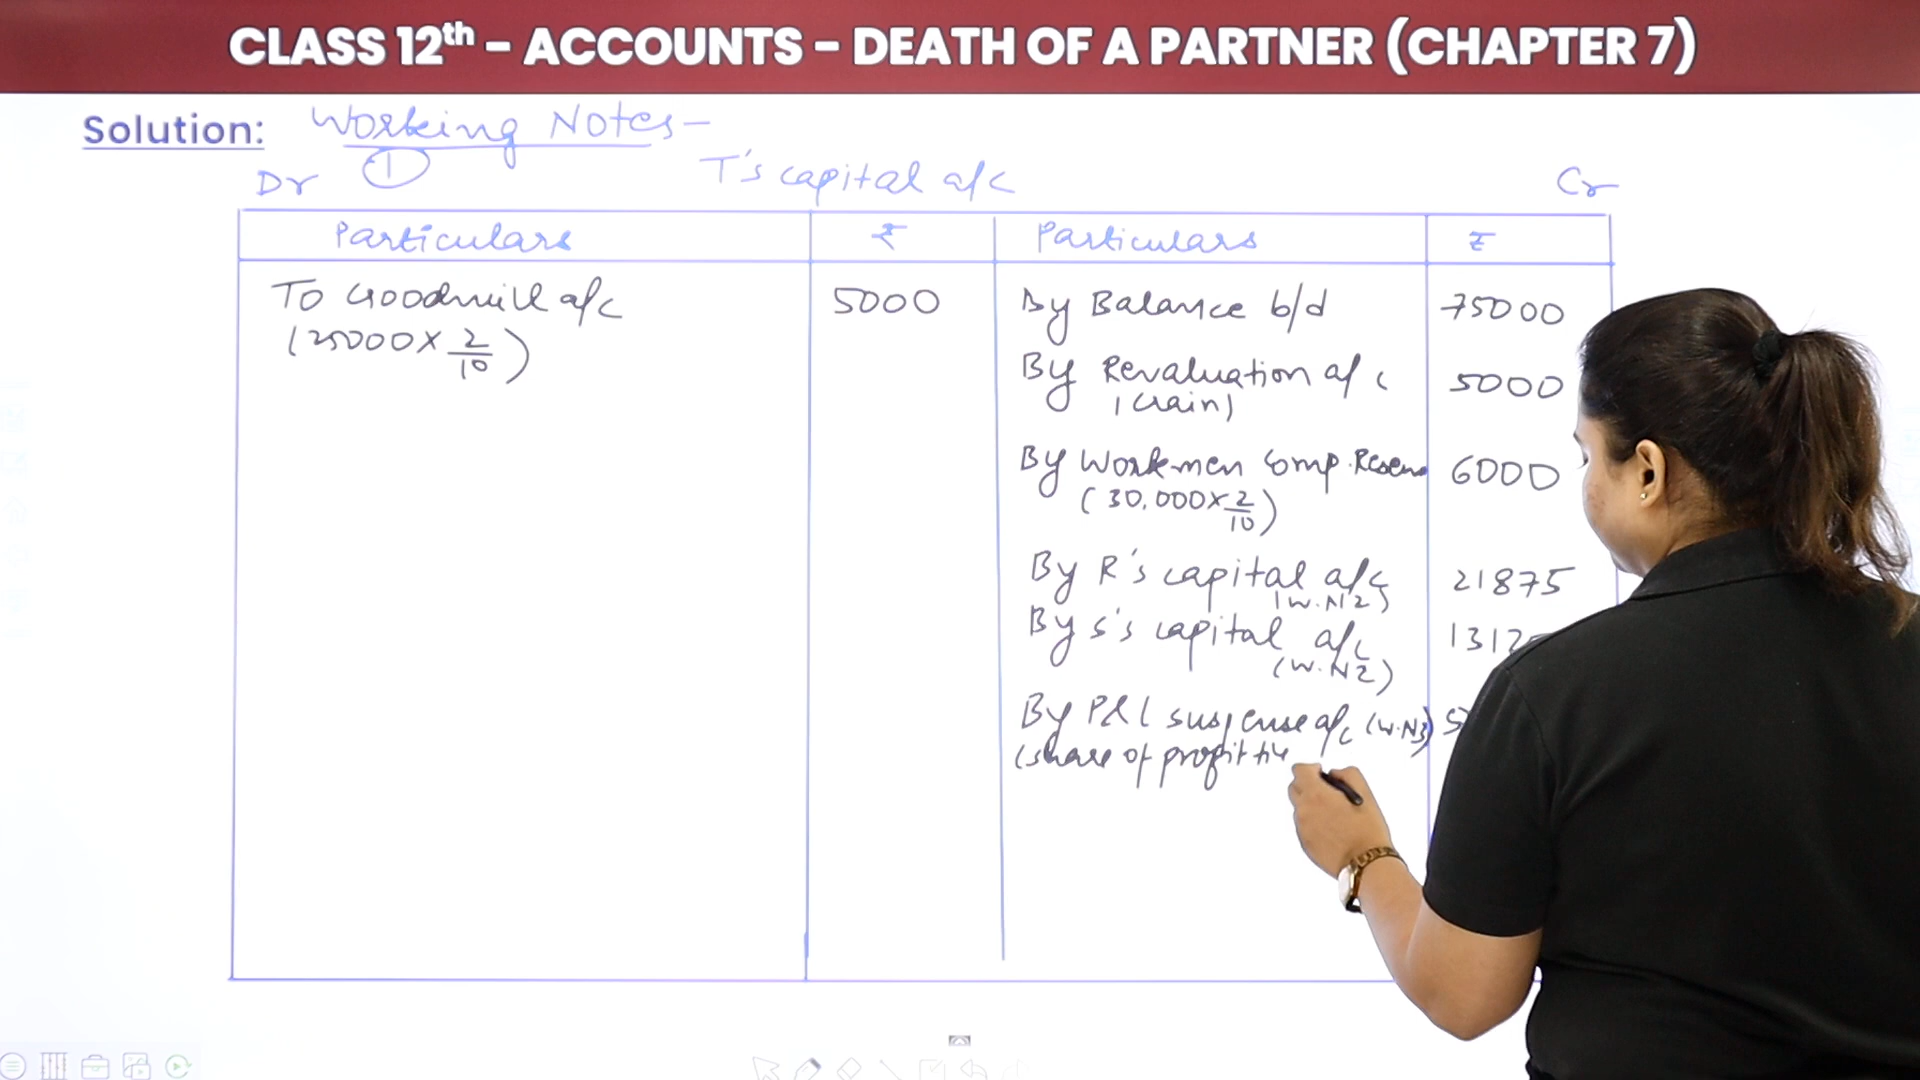 CLASS 12th – ACCOUNTS – DEATH OF A PARTNER (CHAPTER 7)
Solution: Working Notes –
Dr ① T's capital a/c Cr
Particulars ₹ Particulars ₹
To Goodwill a/c 5000 By Balance b/d 75000
(25000 × 2/10)
By Revaluation a/c 5000
(Gain)
By Workmen Comp. Reserve 6000
(30,000 × 2/10)
By R's capital a/c 21875
(W.N 2)
By S's capital a/c
(W.N 2)
By P&L suspense a/c (W.N 3)
(share of profit